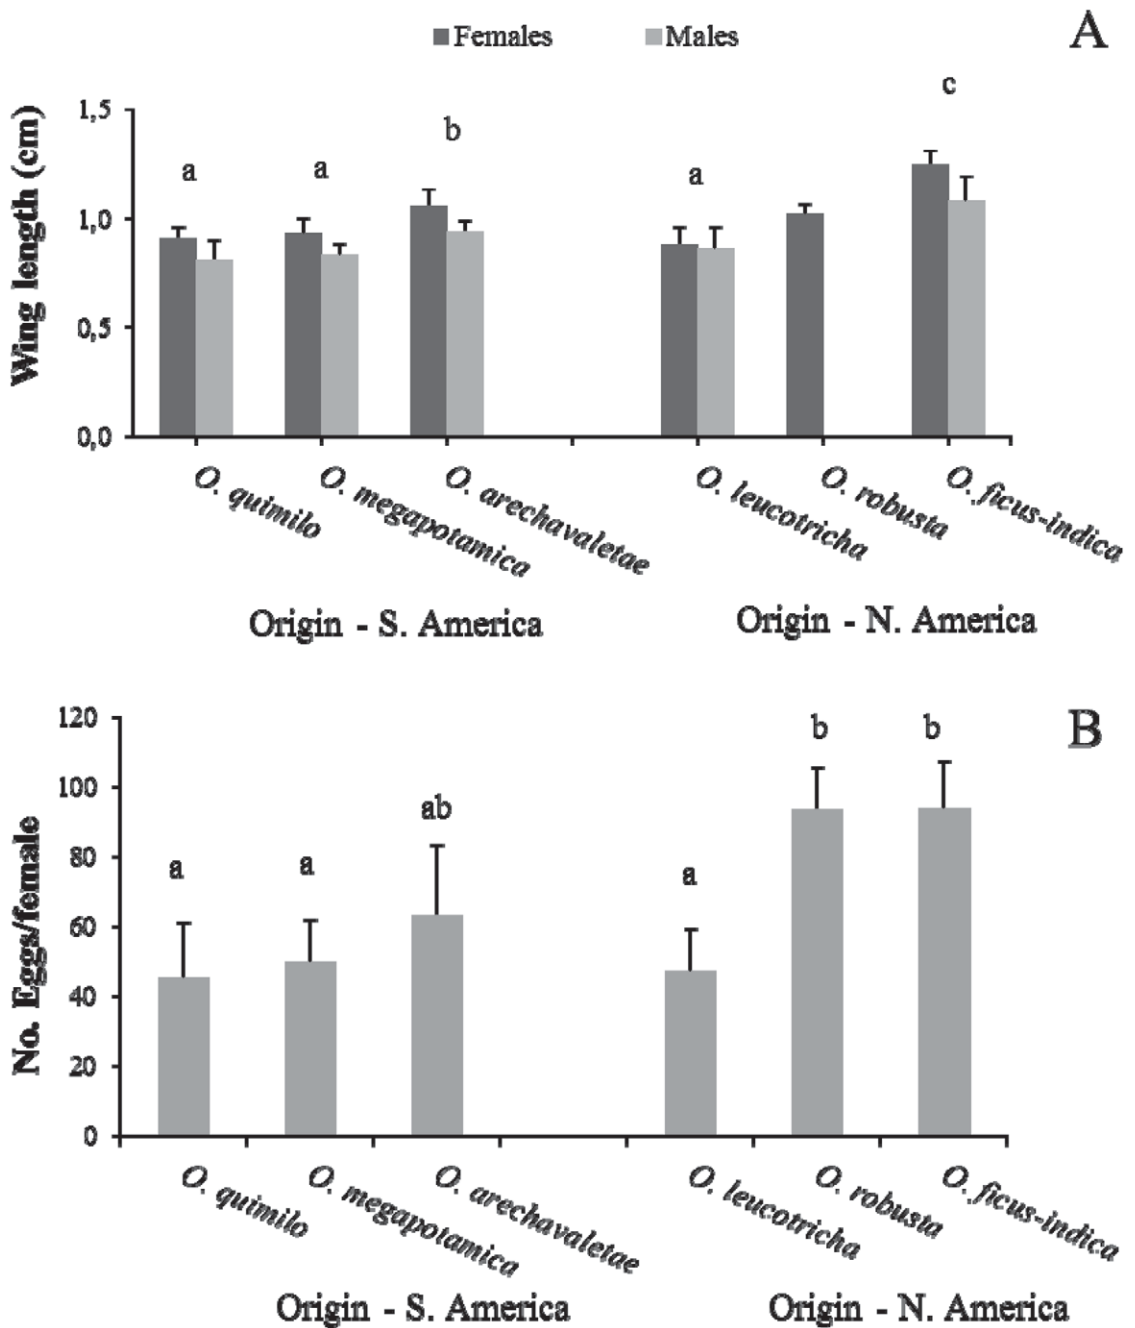 Females Males A
Wing length (cm)
1,5
1,0
0,5
0,0
a a b a c
O. quimilo
O. megapotamica
O. arechavaletae
O. leucotricha
O. robusta
O. ficus-indica
Origin - S. America Origin - N. America
B
No. Eggs/female
120
100
80
60
40
20
0
a a ab a b b
O. quimilo
O. megapotamica
O. arechavaletae
O. leucotricha
O. robusta
O. ficus-indica
Origin - S. America Origin - N. America